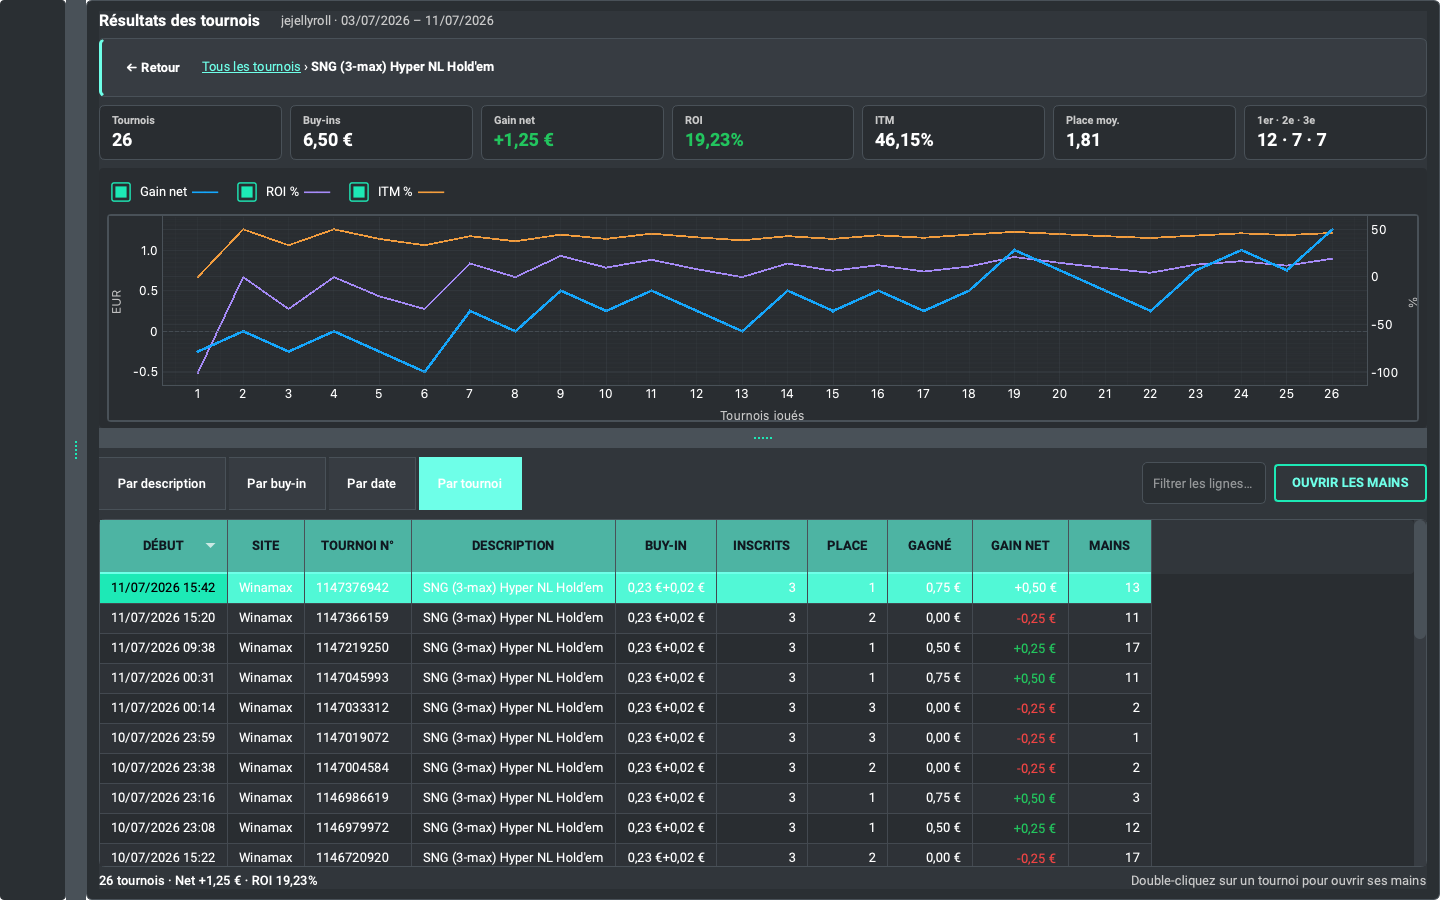 Résultats des tournois jejellyroll · 03/07/2026 – 11/07/2026
← Retour Tous les tournois › SNG (3-max) Hyper NL Hold'em
Tournois Buy-ins Gain net ROI ITM Place moy. 1er · 2e · 3e
26 6,50 € +1,25 € 19,23% 46,15% 1,81 12 · 7 · 7
Gain net ROI % ITM %
1.0
0.5
0
-0.5
EUR
50
0
-50
-100
%
1 2 3 4 5 6 7 8 9 10 11 12 13 14 15 16 17 18 19 20 21 22 23 24 25 26
Tournois joués
Par description Par buy-in Par date Par tournoi Filtrer les lignes... OUVRIR LES MAINS
DÉBUT SITE TOURNOI N° DESCRIPTION BUY-IN INSCRITS PLACE GAGNÉ GAIN NET MAINS
11/07/2026 15:42 Winamax 1147376942 SNG (3-max) Hyper NL Hold'em 0,23 €+0,02 € 3 1 0,75 € +0,50 € 13
11/07/2026 15:20 Winamax 1147366159 SNG (3-max) Hyper NL Hold'em 0,23 €+0,02 € 3 2 0,00 € -0,25 € 11
11/07/2026 09:38 Winamax 1147219250 SNG (3-max) Hyper NL Hold'em 0,23 €+0,02 € 3 1 0,50 € +0,25 € 17
11/07/2026 00:31 Winamax 1147045993 SNG (3-max) Hyper NL Hold'em 0,23 €+0,02 € 3 1 0,75 € +0,50 € 11
11/07/2026 00:14 Winamax 1147033312 SNG (3-max) Hyper NL Hold'em 0,23 €+0,02 € 3 3 0,00 € -0,25 € 2
10/07/2026 23:59 Winamax 1147019072 SNG (3-max) Hyper NL Hold'em 0,23 €+0,02 € 3 3 0,00 € -0,25 € 1
10/07/2026 23:38 Winamax 1147004584 SNG (3-max) Hyper NL Hold'em 0,23 €+0,02 € 3 2 0,00 € -0,25 € 2
10/07/2026 23:16 Winamax 1146986619 SNG (3-max) Hyper NL Hold'em 0,23 €+0,02 € 3 1 0,75 € +0,50 € 3
10/07/2026 23:08 Winamax 1146979972 SNG (3-max) Hyper NL Hold'em 0,23 €+0,02 € 3 1 0,50 € +0,25 € 12
10/07/2026 15:22 Winamax 1146720920 SNG (3-max) Hyper NL Hold'em 0,23 €+0,02 € 3 2 0,00 € -0,25 € 17
26 tournois · Net +1,25 € · ROI 19,23% Double-cliquez sur un tournoi pour ouvrir ses mains